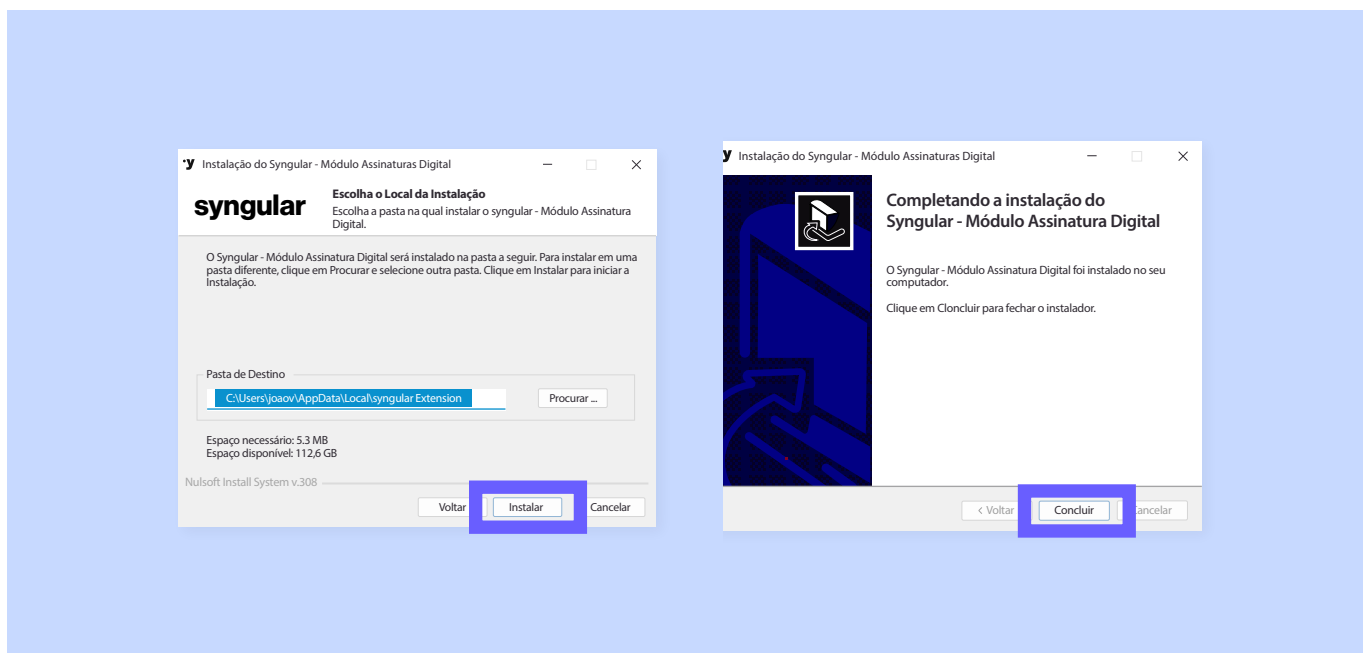 Instalação do Syngular - Módulo Assinaturas Digital
syngular
Escolha o Local da Instalação
Escolha a pasta na qual instalar o syngular - Módulo Assinatura
Digital.
O Syngular - Módulo Assinatura Digital será instalado na pasta a seguir. Para instalar em uma
pasta diferente, clique em Procurar e selecione outra pasta. Clique em Instalar para iniciar a
Instalação.
Pasta de Destino
C:\Users\joaov\AppData\Local\syngular Extension
Procurar ...
Espaço necessário: 5.3 MB
Espaço disponível: 112,6 GB
Nulsoft Install System v.308
Voltar
Instalar
Cancelar
Instalação do Syngular - Módulo Assinaturas Digital
Completando a instalação do
Syngular - Módulo Assinatura Digital
O Syngular - Módulo Assinatura Digital foi instalado no seu
computador.
Clique em Cloncluir para fechar o instalador.
< Voltar
Concluir
ancelar